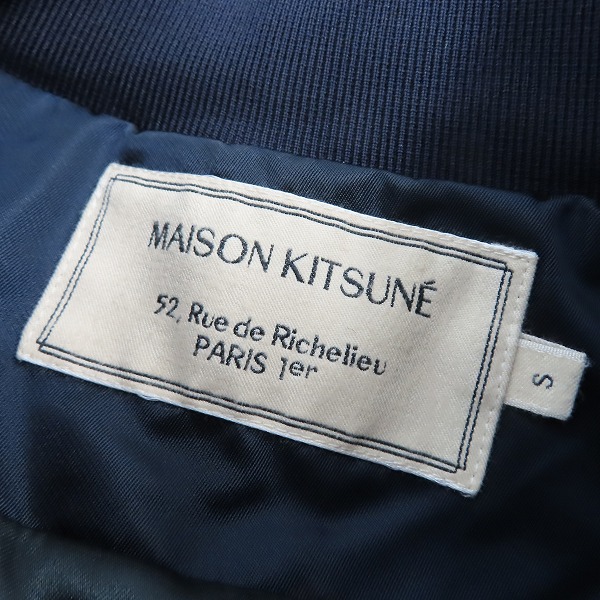 MAISON KITSUNÉ
52, Rue de Richelieu
PARIS 1er
S